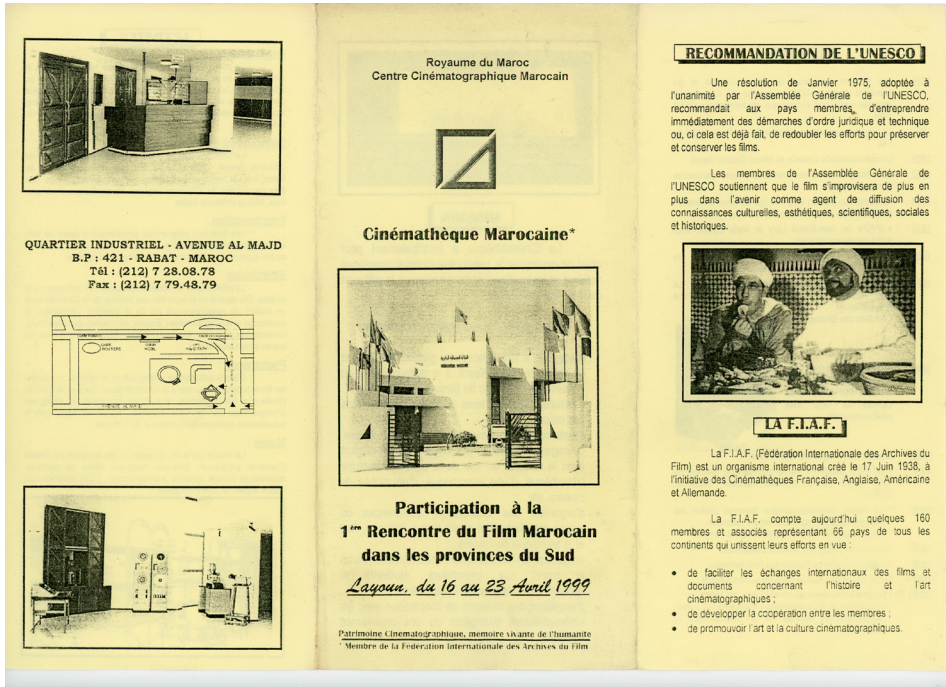 QUARTIER INDUSTRIEL - AVENUE AL MAJD
B.P : 421 - RABAT - MAROC
Tél : (212) 7 28.08.78
Fax : (212) 7 79.48.79
AVENUE AL MAJD
Royaume du Maroc
Centre Cinématographique Marocain
Cinémathèque Marocaine*
Participation à la
1ère Rencontre du Film Marocain
dans les provinces du Sud
Layoun, du 16 au 23 Avril 1999
Patrimoine Cinematographique, memoire vivante de l'humanité
* Membre de la Federation Internationale des Archives du Film
RECOMMANDATION DE L'UNESCO
Une résolution de Janvier 1975, adoptée à
l'unanimité par l'Assemblée Générale de l'UNESCO,
recommandait aux pays membres, d'entreprendre
immédiatement des démarches d'ordre juridique et technique
ou, ci cela est déjà fait, de redoubler les efforts pour préserver
et conserver les films.
Les membres de l'Assemblée Générale de
l'UNESCO soutiennent que le film s'improvisera de plus en
plus dans l'avenir comme agent de diffusion des
connaissances culturelles, esthétiques, scientifiques, sociales
et historiques.
LA F.I.A.F.
La F.I.A.F. (Fédération Internationale des Archives du
Film) est un organisme international créé le 17 Juin 1938, à
l'initiative des Cinémathèques Française, Anglaise, Américaine
et Allemande.
La F.I.A.F. compte aujourd'hui quelques 160
membres et associés représentant 66 pays de tous les
continents qui unissent leurs efforts en vue :
• de faciliter les échanges internationaux des films et
documents concernant l'histoire et l'art
cinématographiques ;
• de développer la cooperation entre les membres ;
• de promouvoir l'art et la culture cinematographiques.